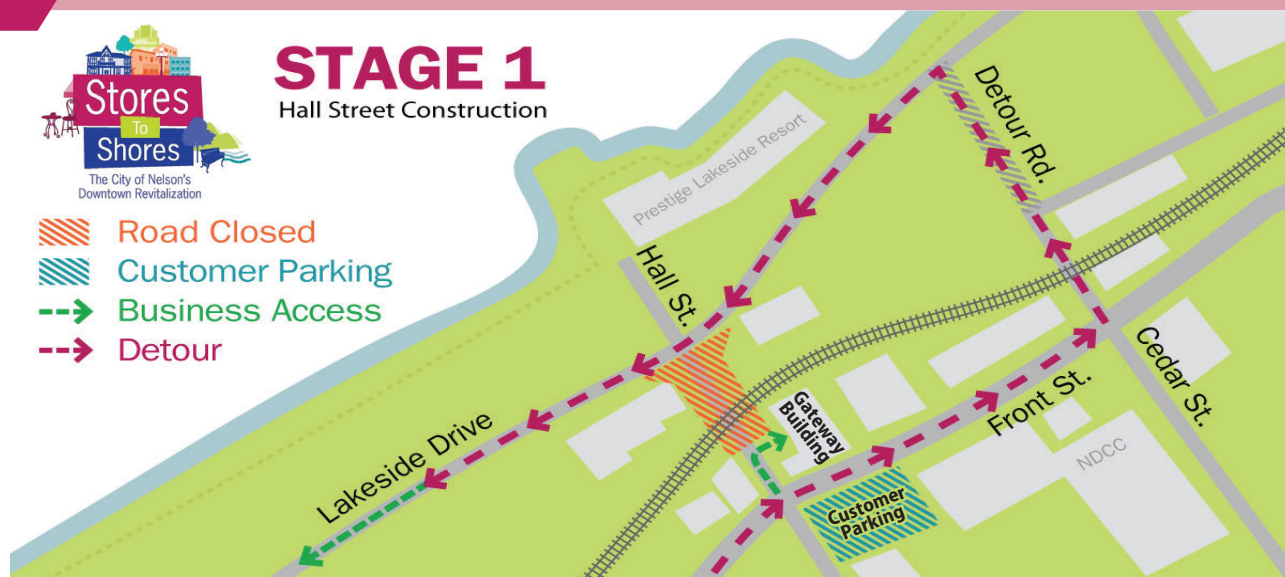 Stores
To
Shores
The City of Nelson's
Downtown Revitalization
STAGE 1
Hall Street Construction
Road Closed
Customer Parking
Business Access
Detour
Prestige Lakeside Resort
Detour Rd.
Hall St.
Lakeside Drive
Gateway
Building
Front St.
Cedar St.
NDCC
Customer
Parking